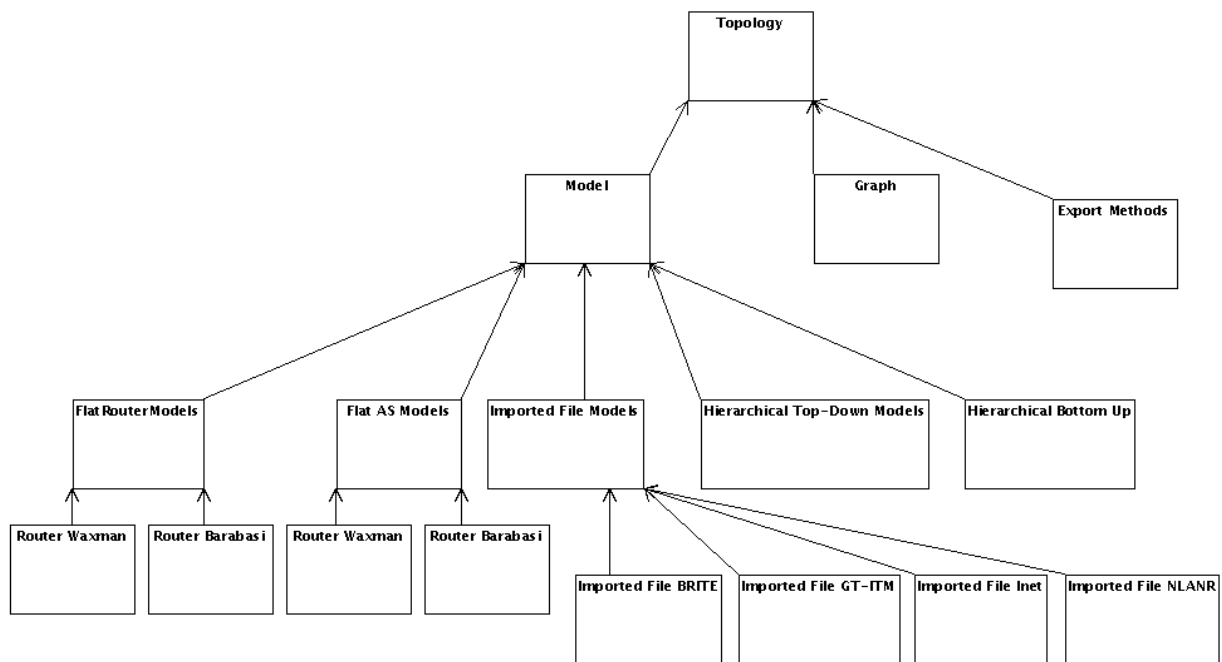 Topology
Model
Graph
Export Methods
FlatRouterModels
Flat AS Models
Imported File Models
Hierarchical Top-Down Models
Hierarchical Bottom Up
Router Waxman
Router Barabasi
Router Waxman
Router Barabasi
Imported File BRITE
Imported File GT-ITM
Imported File Inet
Imported File NLANR